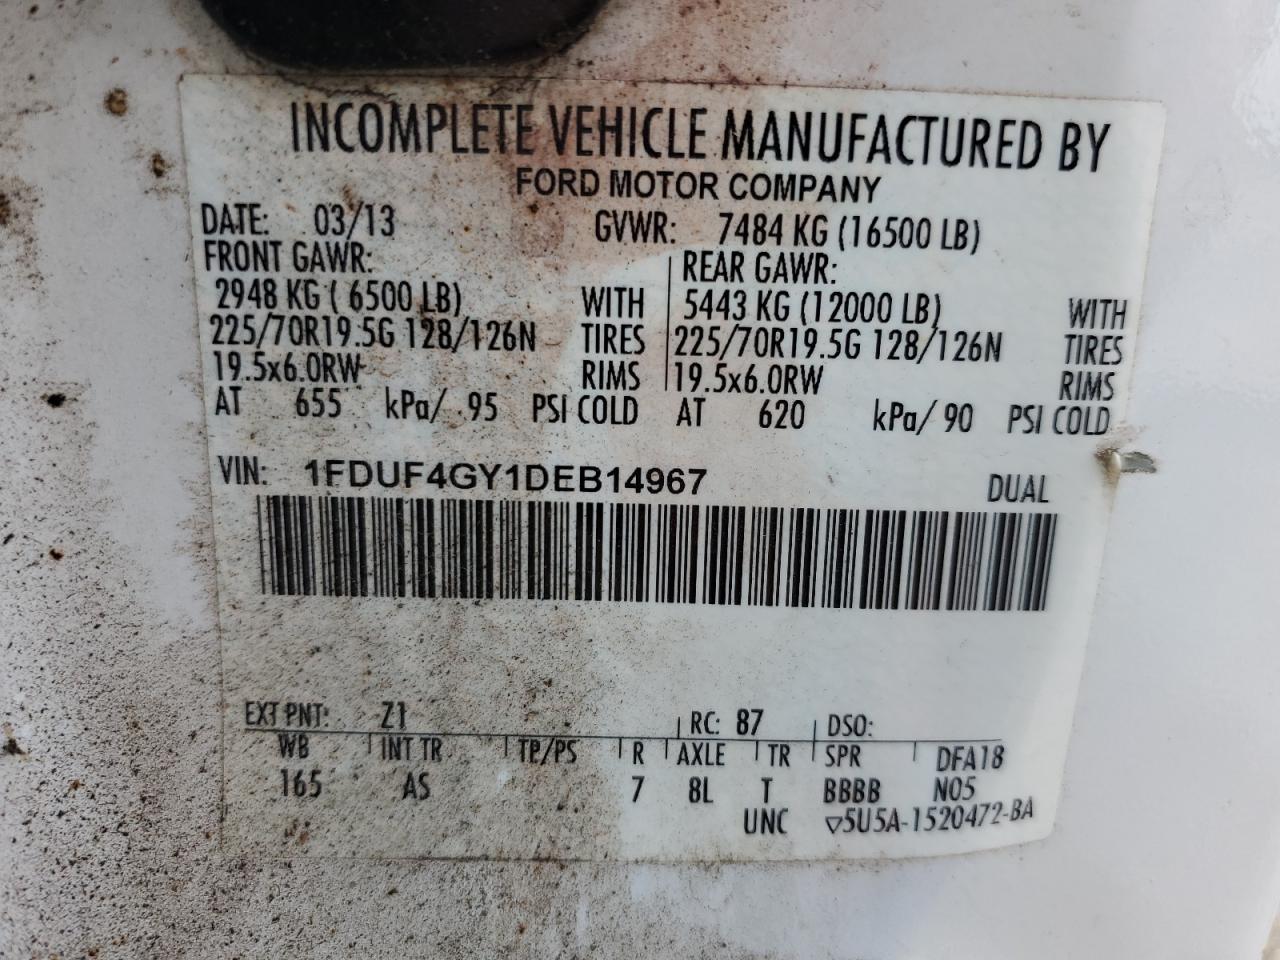 INCOMPLETE VEHICLE MANUFACTURED BY
FORD MOTOR COMPANY
DATE: 03/13 GVWR: 7484 KG (16500 LB)
FRONT GAWR: REAR GAWR:
2948 KG ( 6500 LB) WITH 5443 KG (12000 LB) WITH
225/70R19.5G 128/126N TIRES 225/70R19.5G 128/126N TIRES
19.5x6.0RW RIMS 19.5x6.0RW RIMS
AT 655 kPa/ 95 PSI COLD AT 620 kPa/ 90 PSI COLD
VIN: 1FDUF4GY1DEB14967 DUAL
EXT PNT: Z1 RC: 87 DSO:
WB INT TR TP/PS R AXLE TR SPR DFA18
165 AS 7 8L T BBBB N05
UNC ▽5U5A-1520472-BA